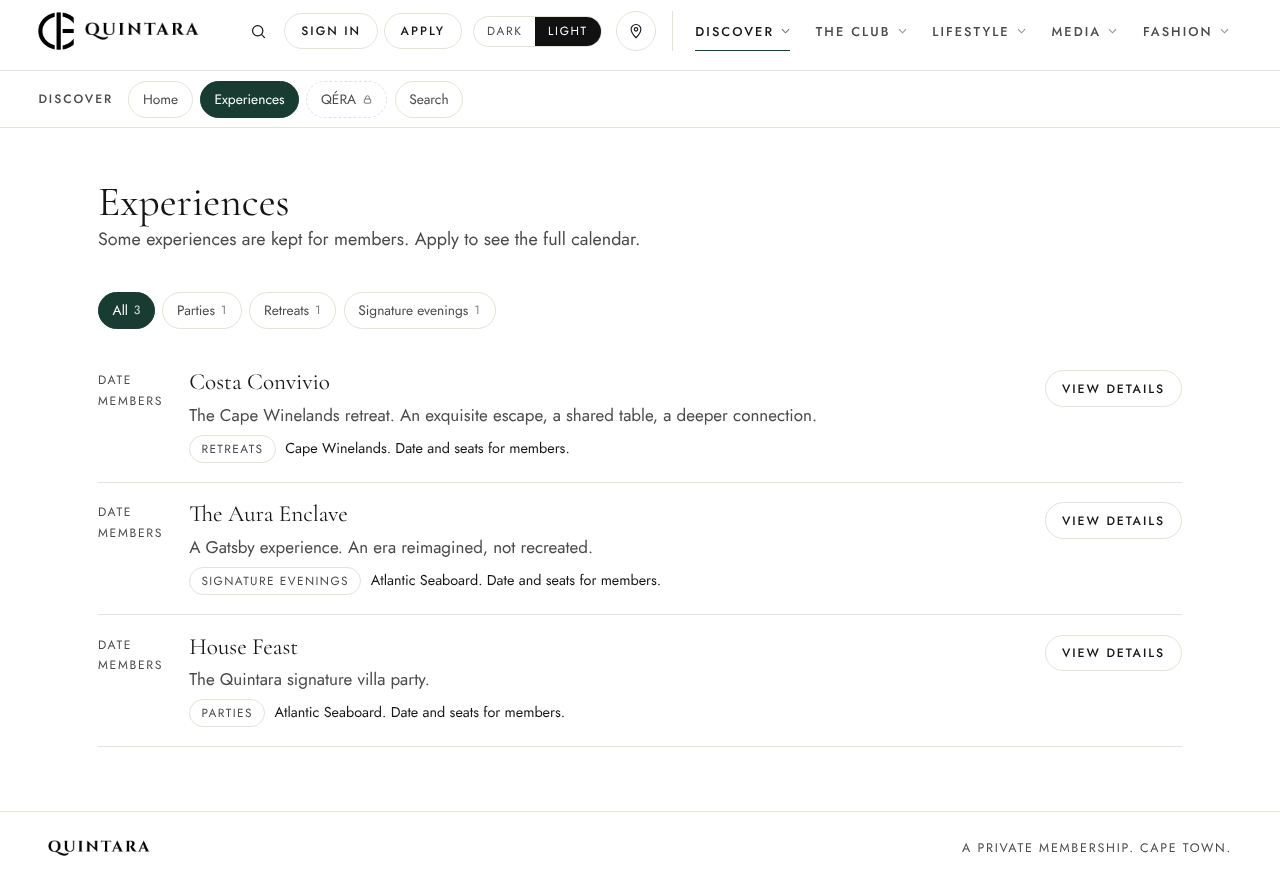 QUINTARA
SIGN IN
APPLY
DARK
LIGHT
DISCOVER
THE CLUB
LIFESTYLE
MEDIA
FASHION
DISCOVER
Home
Experiences
QÉRA
Search
Experiences
Some experiences are kept for members. Apply to see the full calendar.
All 3
Parties 1
Retreats 1
Signature evenings 1
DATE
MEMBERS
Costa Convivio
The Cape Winelands retreat. An exquisite escape, a shared table, a deeper connection.
RETREATS
Cape Winelands. Date and seats for members.
VIEW DETAILS
DATE
MEMBERS
The Aura Enclave
A Gatsby experience. An era reimagined, not recreated.
SIGNATURE EVENINGS
Atlantic Seaboard. Date and seats for members.
VIEW DETAILS
DATE
MEMBERS
House Feast
The Quintara signature villa party.
PARTIES
Atlantic Seaboard. Date and seats for members.
VIEW DETAILS
QUINTARA
A PRIVATE MEMBERSHIP. CAPE TOWN.